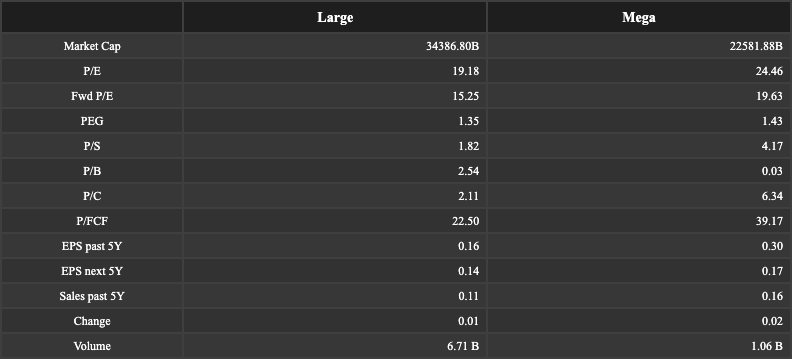 Large Mega
Market Cap 34386.80B 22581.88B
P/E 19.18 24.46
Fwd P/E 15.25 19.63
PEG 1.35 1.43
P/S 1.82 4.17
P/B 2.54 0.03
P/C 2.11 6.34
P/FCF 22.50 39.17
EPS past 5Y 0.16 0.30
EPS next 5Y 0.14 0.17
Sales past 5Y 0.11 0.16
Change 0.01 0.02
Volume 6.71 B 1.06 B